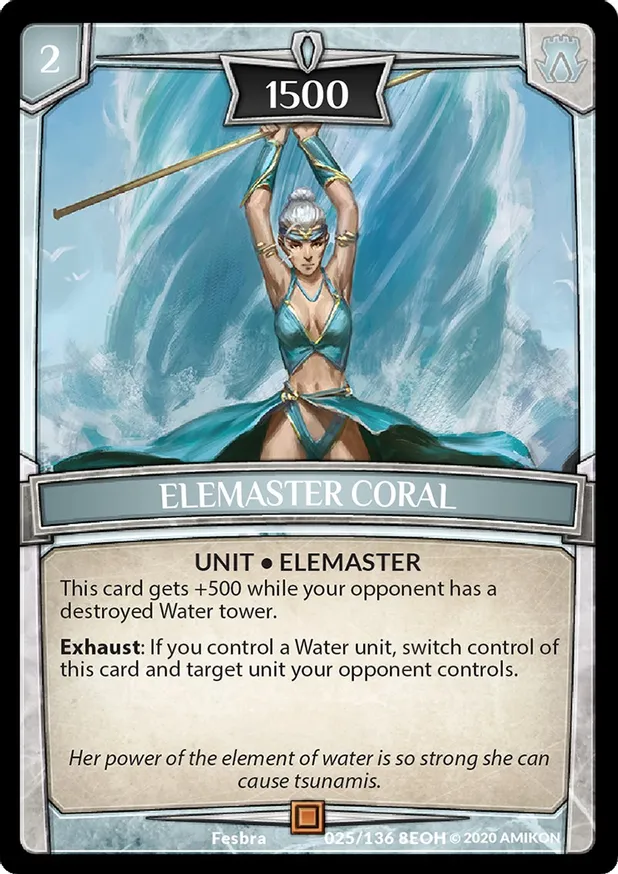 2
1500
ELEMASTER CORAL
UNIT • ELEMASTER
This card gets +500 while your opponent has a
destroyed Water tower.
Exhaust: If you control a Water unit, switch control of
this card and target unit your opponent controls.
Her power of the element of water is so strong she can
cause tsunamis.
Fesbra 025/136 8EOH © 2020 AMIKON